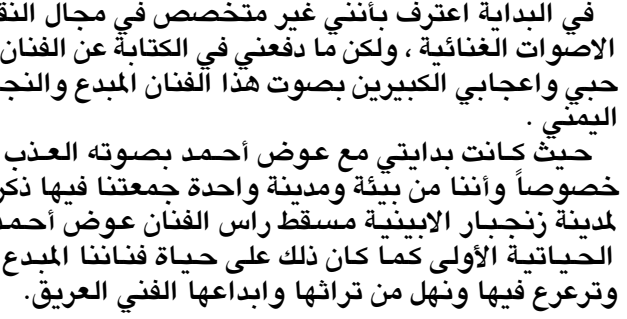 في البداية اعترف بأنني غير متخصص في مجال
الاصوات الغنائية ، ولكن ما دفعني في الكتابة عن الفنان
حبي واعجابي الكبيرين بصوت هذا الفنان المبدع
اليمني .
حيث كانت بدايتي مع عوض أحمد بصوته العذب
خصوصاً وأننا من بيئة ومدينة واحدة جمعتنا فيها
لمدينة زنجبار الابينية مسقط راس الفنان عوض أحمد
الحياتية الأولى كما كان ذلك على حياة فناننا المبدع
وترعرع فيها ونهل من تراثها وابداعها الفني العريق.